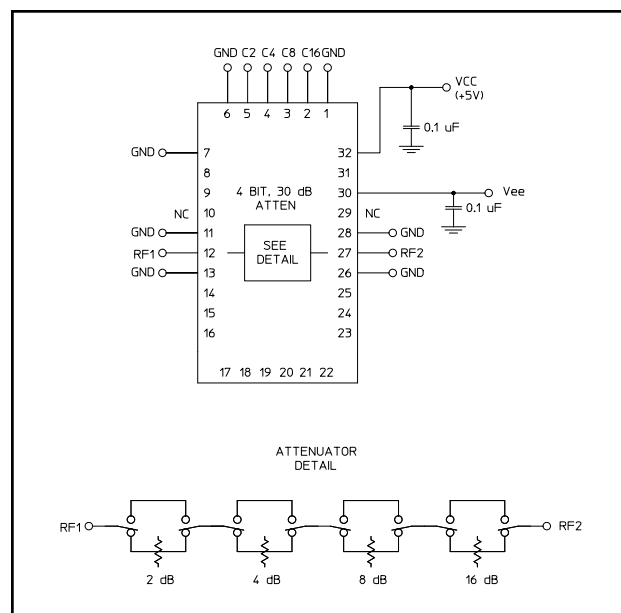 GND C2 C4 C8 C16 GND
6 5 4 3 2 1
VCC
(+5V)
0.1 uF
GND 7 32
8 31
9 30 Vee
4 BIT, 30 dB
ATTEN
0.1 uF
NC 10 29 NC
GND 11 28 GND
RF1 12 27 RF2
GND 13 26 GND
SEE
DETAIL
14 25
15 24
16 23
17 18 19 20 21 22
ATTENUATOR
DETAIL
RF1 RF2
2 dB 4 dB 8 dB 16 dB